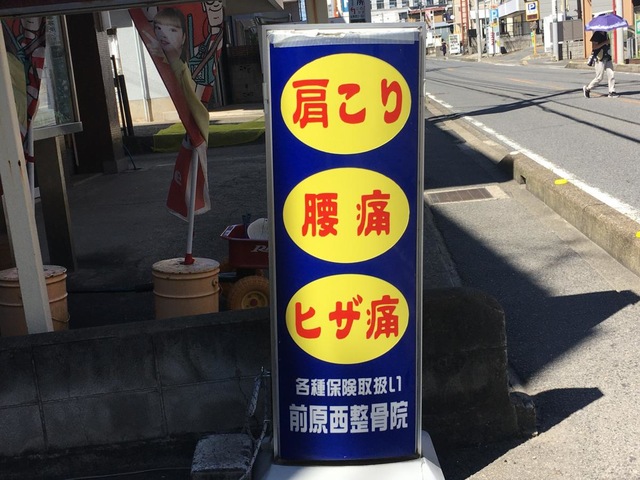 肩こり
腰痛
ヒザ痛
各種保険取扱い
前原西整骨院